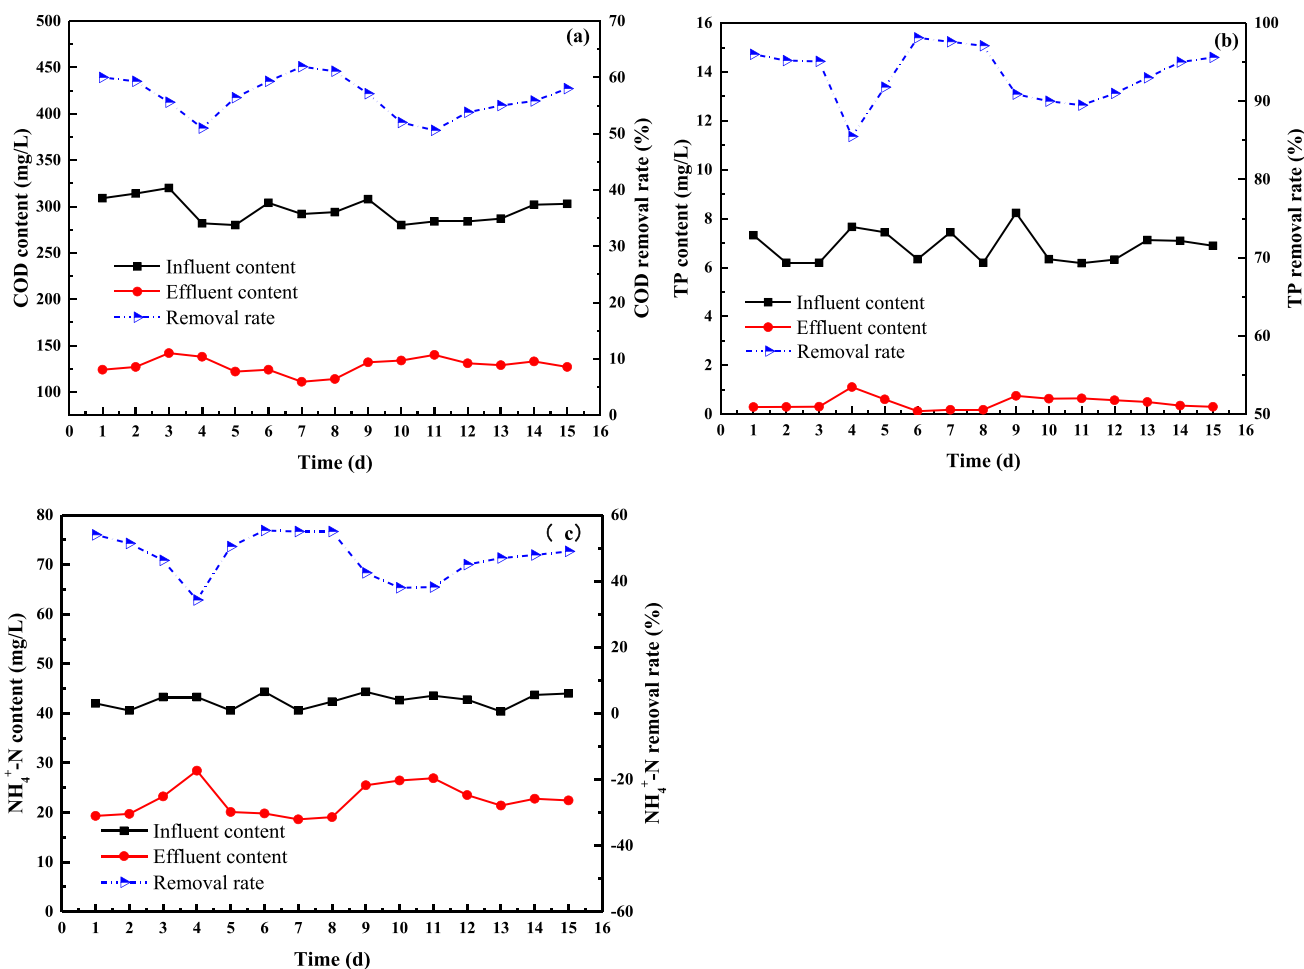 (a)
COD content (mg/L)
500
450
400
350
300
250
200
150
100
COD removal rate (%)
70
60
50
40
30
20
10
0
Influent content
Effluent content
Removal rate
0 1 2 3 4 5 6 7 8 9 10 11 12 13 14 15 16
Time (d)
(b)
TP content (mg/L)
16
14
12
10
8
6
4
2
0
TP removal rate (%)
100
90
80
70
60
50
Influent content
Effluent content
Removal rate
0 1 2 3 4 5 6 7 8 9 10 11 12 13 14 15 16
Time (d)
( c)
NH4+-N content (mg/L)
80
70
60
50
40
30
20
10
0
NH4+-N removal rate (%)
60
40
20
0
-20
-40
-60
Influent content
Effluent content
Removal rate
0 1 2 3 4 5 6 7 8 9 10 11 12 13 14 15 16
Time (d)